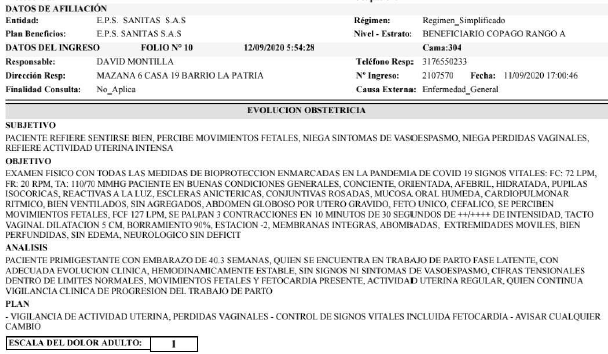 DATOS DE AFILIACIÓN
Entidad: E.P.S. SANITAS S.A.S Régimen: Regimen_Simplificado
Plan Beneficios: E.P.S. SANITAS S.A.S Nivel - Estrato: BENEFICIARIO COPAGO RANGO A
DATOS DEL INGRESO FOLIO N° 10 12/09/2020 5:54:28 Cama:304
Responsable: DAVID MONTILLA Teléfono Resp: 3176550233
Dirección Resp: MAZANA 6 CASA 19 BARRIO LA PATRIA N° Ingreso: 2107570 Fecha: 11/09/2020 17:00:46
Finalidad Consulta: No_Aplica Causa Externa: Enfermedad_General
EVOLUCION OBSTETRICIA
SUBJETIVO
PACIENTE REFIERE SENTIRSE BIEN, PERCIBE MOVIMIENTOS FETALES, NIEGA SINTOMAS DE VASOESPASMO, NIEGA PERDIDAS VAGINALES,
REFIERE ACTIVIDAD UTERINA INTENSA
OBJETIVO
EXAMEN FISICO CON TODAS LAS MEDIDAS DE BIOPROTECCION ENMARCADAS EN LA PANDEMIA DE COVID 19 SIGNOS VITALES: FC: 72 LPM,
FR: 20 RPM, TA: 110/70 MMHG PACIENTE EN BUENAS CONDICIONES GENERALES, CONCIENTE, ORIENTADA, AFEBRIL, HIDRATADA, PUPILAS
ISOCORICAS, REACTIVAS A LA LUZ, ESCLERAS ANICTERICAS, CONJUNTIVAS ROSADAS, MUCOSA ORAL HUMEDA, CARDIOPULMONAR
RITMICO, BIEN VENTILADOS, SIN AGREGADOS, ABDOMEN GLOBOSO POR UTERO GRAVIDO, FETO UNICO, CEFALICO, SE PERCIBEN
MOVIMIENTOS FETALES, FCF 127 LPM, SE PALPAN 3 CONTRACCIONES EN 10 MINUTOS DE 30 SEGUNDOS DE ++/++++ DE INTENSIDAD, TACTO
VAGINAL DILATACION 5 CM, BORRAMIENTO 90%, ESTACION -2, MEMBRANAS INTEGRAS, ABOMBADAS, EXTREMIDADES MOVILES, BIEN
PERFUNDIDAS, SIN EDEMA, NEUROLOGICO SIN DEFICIT
ANALISIS
PACIENTE PRIMIGESTANTE CON EMBARAZO DE 40.3 SEMANAS, QUIEN SE ENCUENTRA EN TRABAJO DE PARTO FASE LATENTE, CON
ADECUADA EVOLUCION CLINICA, HEMODINAMICAMENTE ESTABLE, SIN SIGNOS NI SINTOMAS DE VASOESPASMO, CIFRAS TENSIONALES
DENTRO DE LIMITES NORMALES, MOVIMIENTOS FETALES Y FETOCARDIA PRESENTE, ACTIVIDAD UTERINA REGULAR, QUIEN CONTINUA
VIGILANCIA CLINICA DE PROGRESION DEL TRABAJO DE PARTO
PLAN
- VIGILANCIA DE ACTIVIDAD UTERINA, PERDIDAS VAGINALES - CONTROL DE SIGNOS VITALES INCLUIDA FETOCARDIA - AVISAR CUALQUIER
CAMBIO
ESCALA DEL DOLOR ADULTO: 1